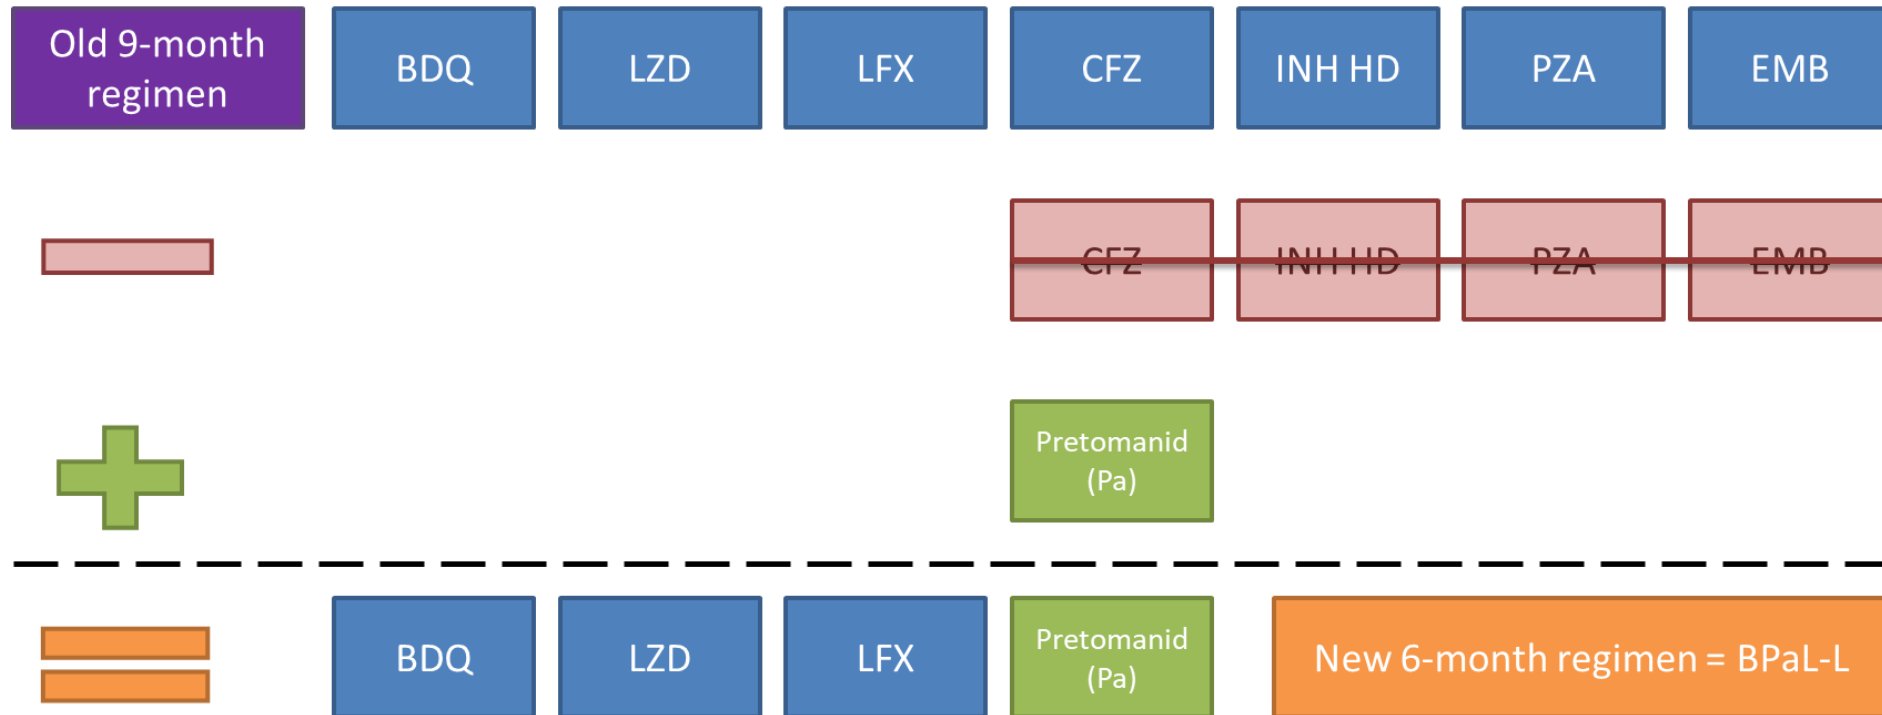 Old 9-month
regimen
BDQ
LZD
LFX
CFZ
INH HD
PZA
EMB
CFZ
INH HD
PZA
EMB
Pretomanid
(Pa)
BDQ
LZD
LFX
Pretomanid
(Pa)
New 6-month regimen = BPaL-L